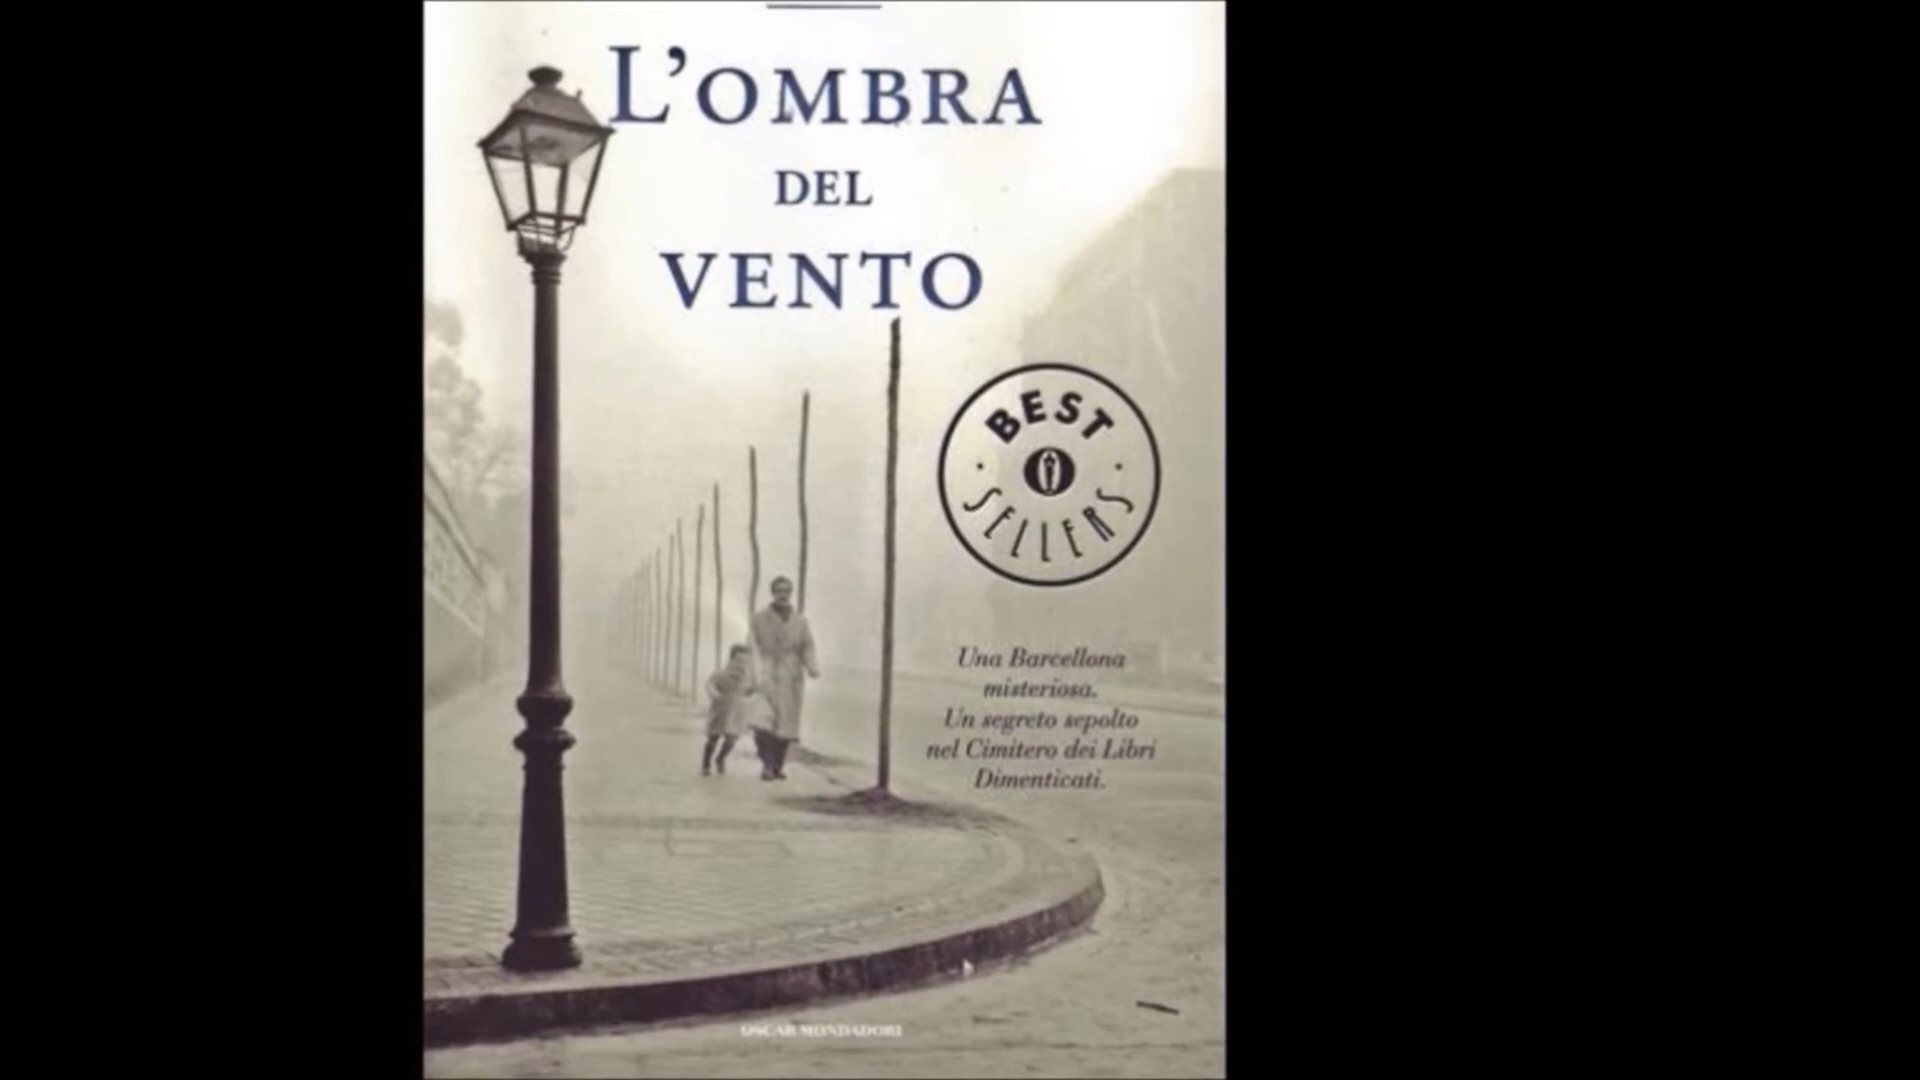 L'OMBRA
DEL
VENTO
BEST
SELLERS
Una Barcellona
misteriosa.
Un segreto sepolto
nel Cimitero dei Libri
Dimenticati.
OSCAR MONDADORI